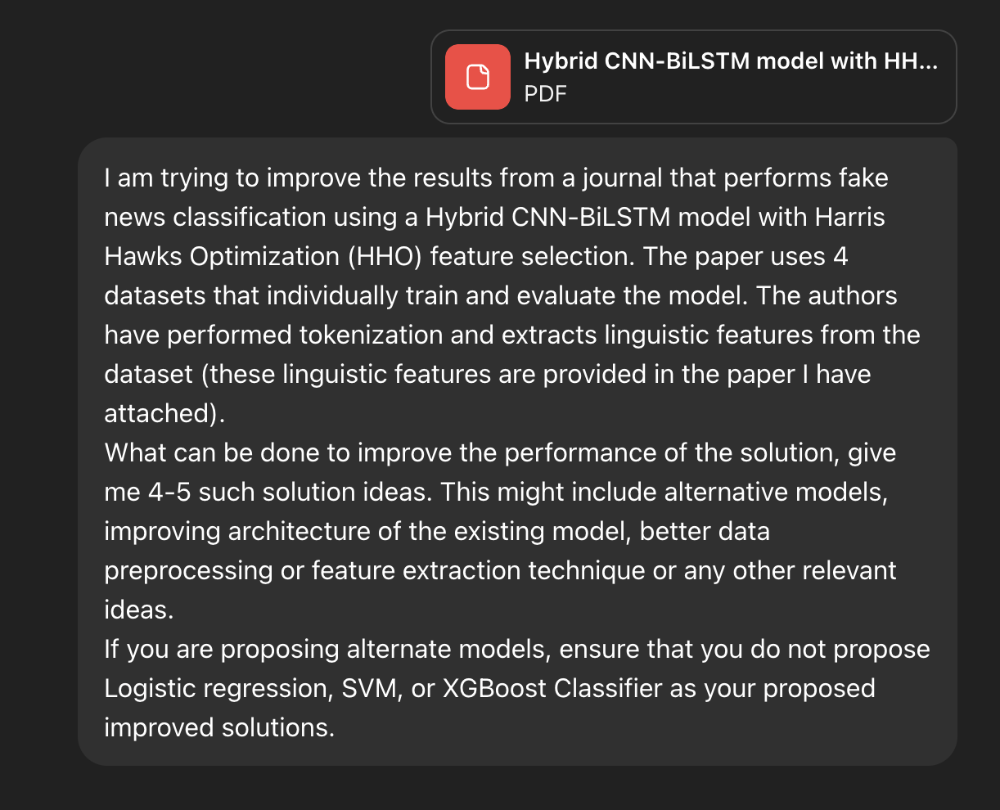 Hybrid CNN-BiLSTM model with HH...
PDF
I am trying to improve the results from a journal that performs fake
news classification using a Hybrid CNN-BiLSTM model with Harris
Hawks Optimization (HHO) feature selection. The paper uses 4
datasets that individually train and evaluate the model. The authors
have performed tokenization and extracts linguistic features from the
dataset (these linguistic features are provided in the paper I have
attached).
What can be done to improve the performance of the solution, give
me 4-5 such solution ideas. This might include alternative models,
improving architecture of the existing model, better data
preprocessing or feature extraction technique or any other relevant
ideas.
If you are proposing alternate models, ensure that you do not propose
Logistic regression, SVM, or XGBoost Classifier as your proposed
improved solutions.